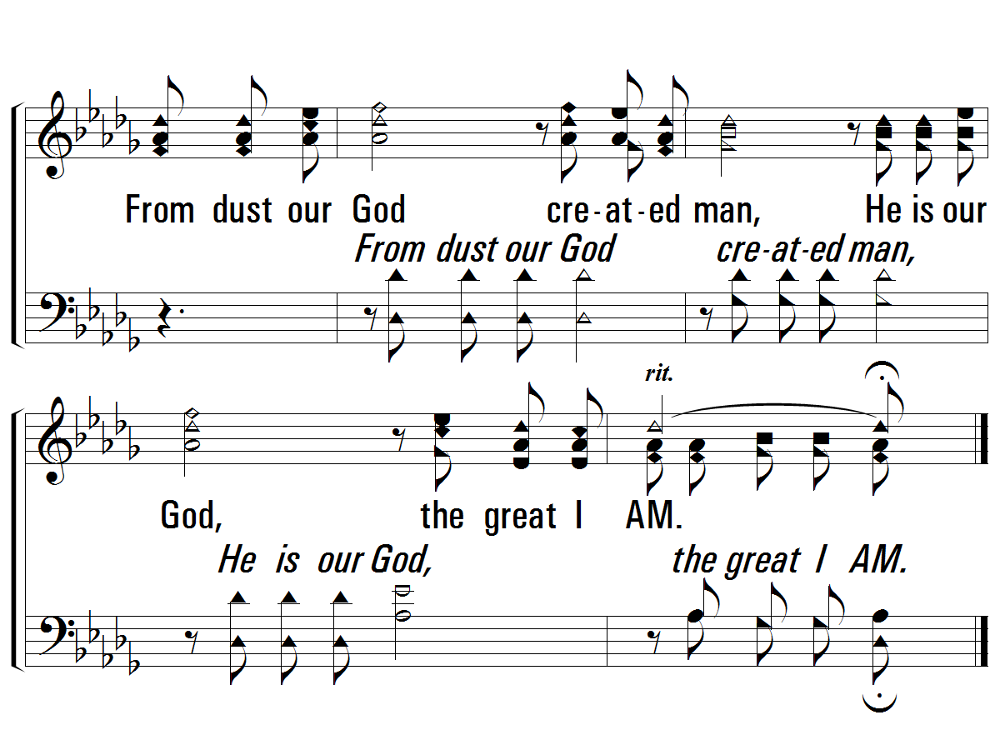 From dust our God cre-at-ed man, He is our
From dust our God cre-at-ed man,
rit.
God, the great I AM.
He is our God, the great I AM.